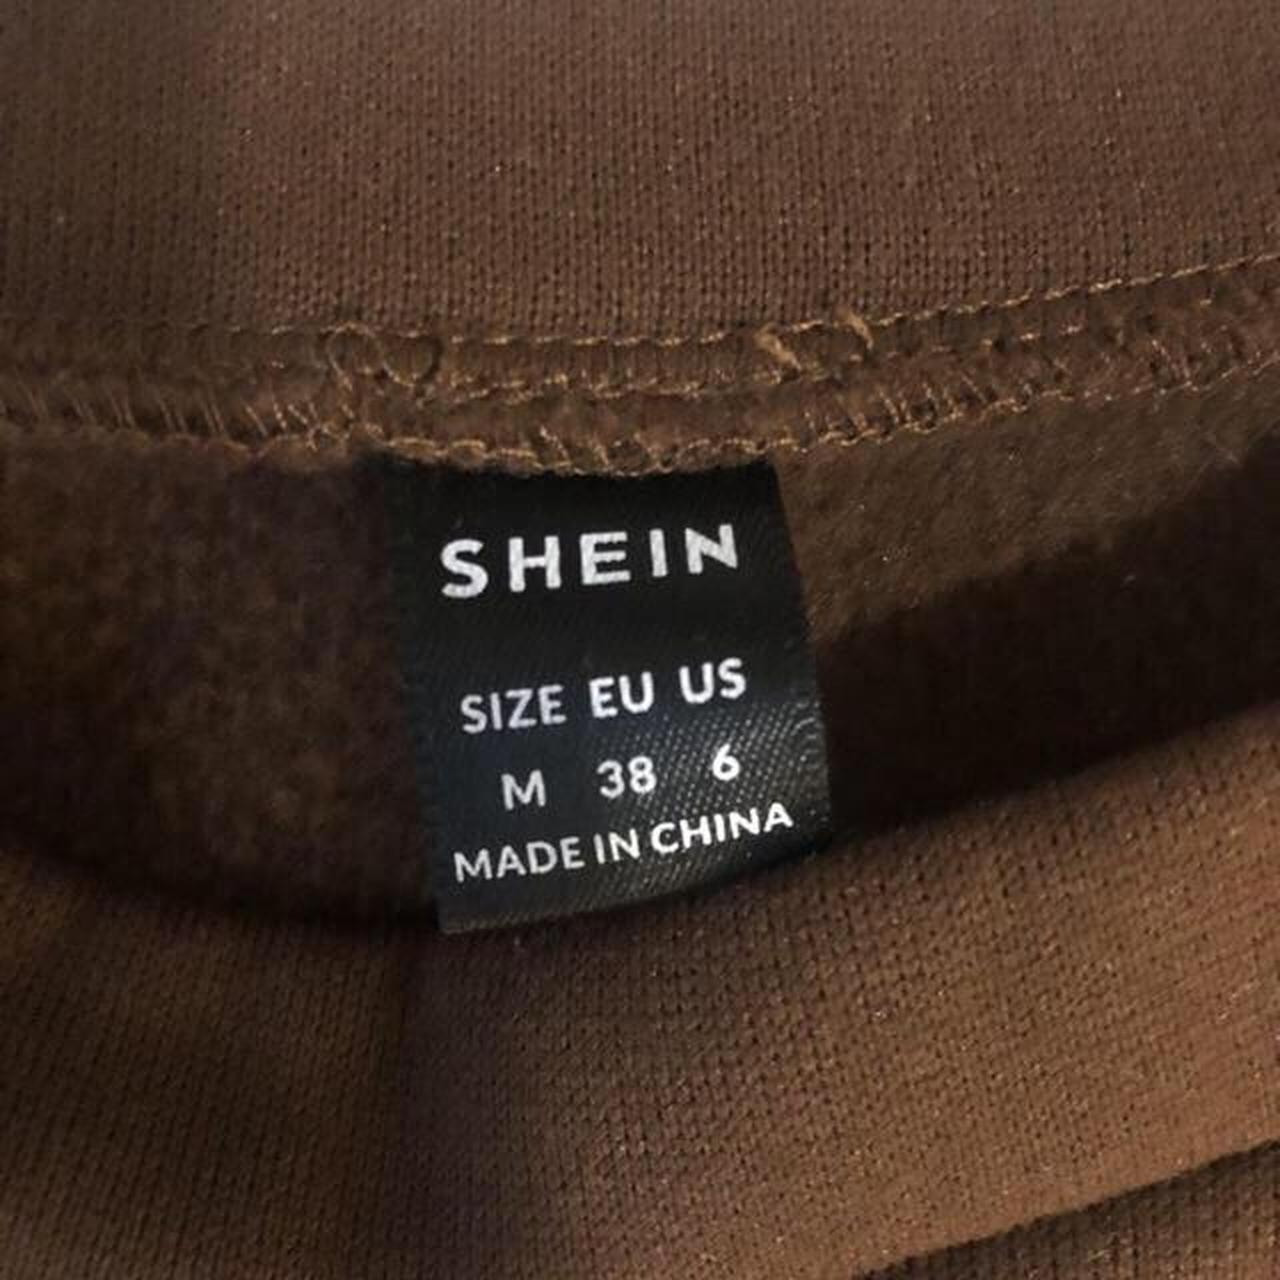 SHEIN
SIZE EU US
M 38 6
MADE IN CHINA